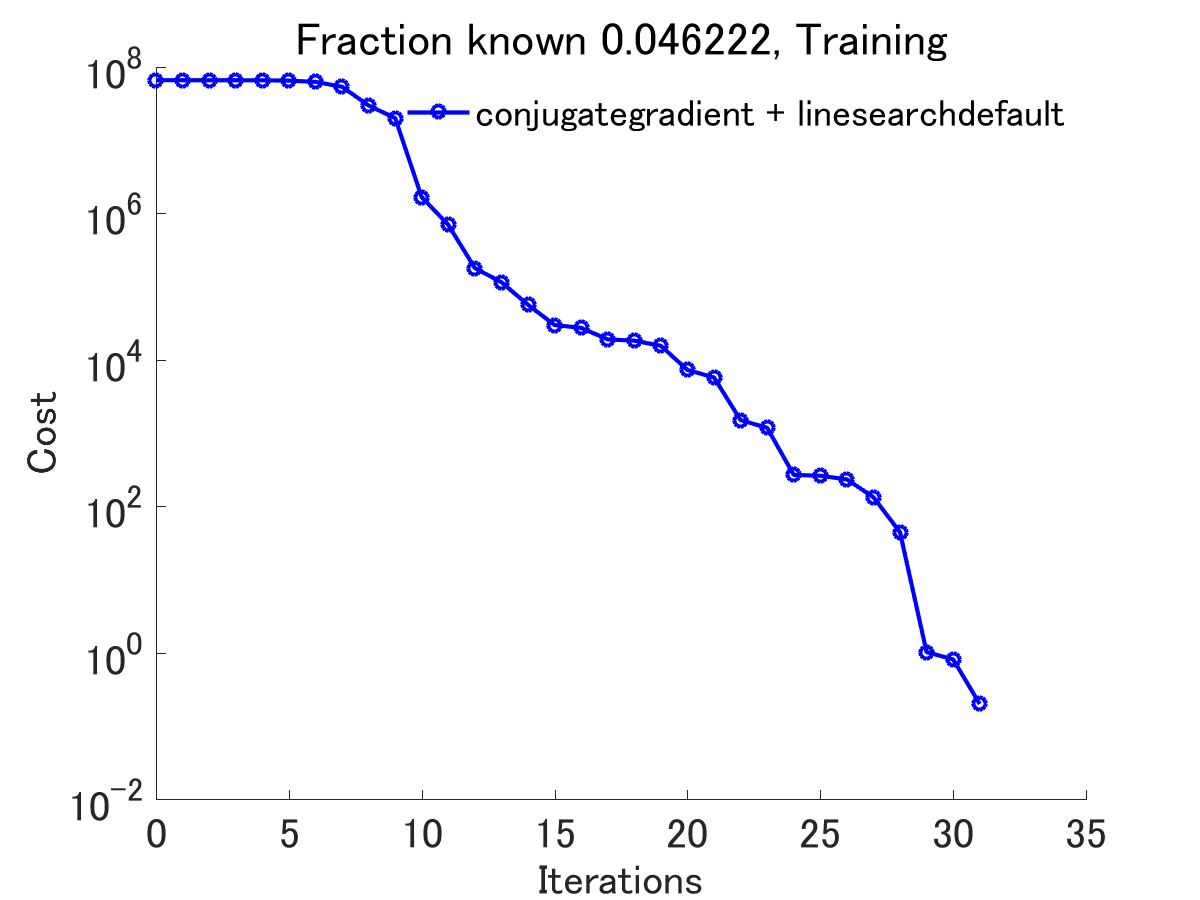 Fraction known 0.046222, Training
conjugategradient + linesearchdefault
Cost
10^8
10^6
10^4
10^2
10^0
10^-2
0 5 10 15 20 25 30 35
Iterations